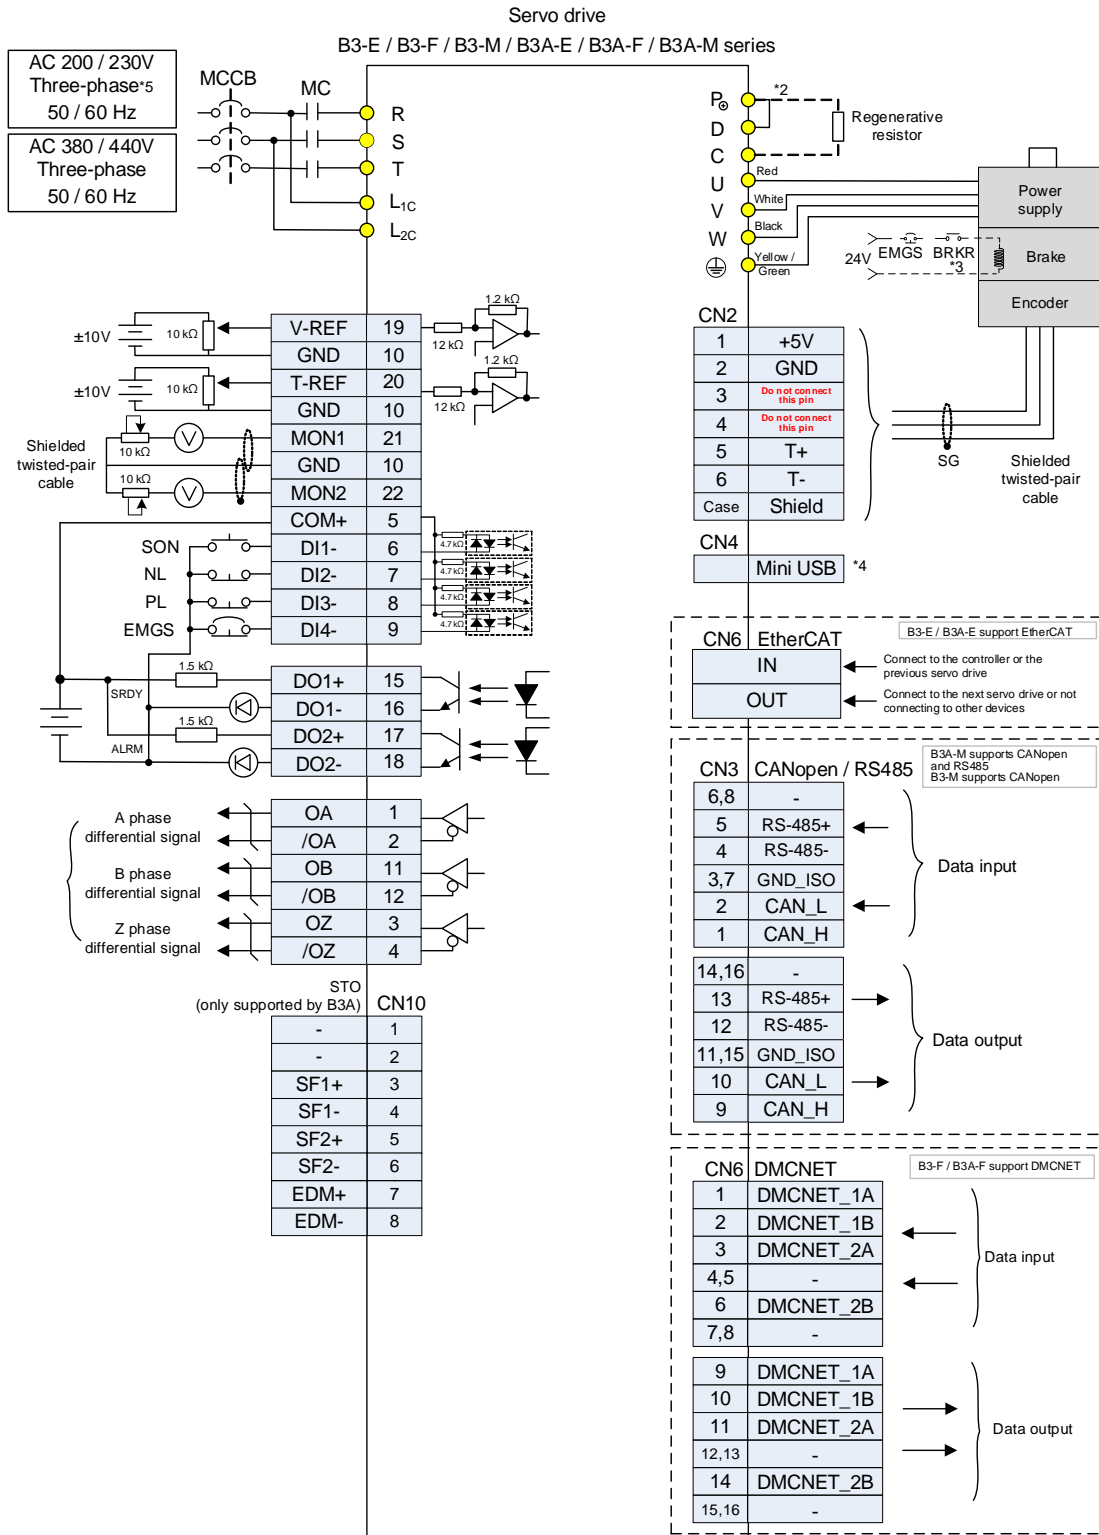 Servo drive
B3-E / B3-F / B3-M / B3A-E / B3A-F / B3A-M series
AC 200 / 230V
Three-phase*5
50 / 60 Hz
AC 380 / 440V
Three-phase
50 / 60 Hz
MCCB
MC
R
S
T
L1C
L2C
P⊕
D
C
U
V
W
*2
Regenerative
resistor
Red
White
Black
Yellow /
Green
24V
EMGS
BRKR
*3
Power
supply
Brake
Encoder
±10V
10 kΩ
V-REF 19
GND 10
1.2 kΩ
12 kΩ
±10V
10 kΩ
T-REF 20
GND 10
1.2 kΩ
12 kΩ
Shielded
twisted-pair
cable
10 kΩ
10 kΩ
V
V
MON1 21
GND 10
MON2 22
COM+ 5
SON DI1- 6
NL DI2- 7
PL DI3- 8
EMGS DI4- 9
4.7 kΩ
4.7 kΩ
4.7 kΩ
4.7 kΩ
1.5 kΩ
SRDY
1.5 kΩ
ALRM
DO1+ 15
DO1- 16
DO2+ 17
DO2- 18
A phase
differential signal
B phase
differential signal
Z phase
differential signal
OA 1
/OA 2
OB 11
/OB 12
OZ 3
/OZ 4
STO
(only supported by B3A)
CN10
- 1
- 2
SF1+ 3
SF1- 4
SF2+ 5
SF2- 6
EDM+ 7
EDM- 8
CN2
1 +5V
2 GND
3 Do not connect
this pin
4 Do not connect
this pin
5 T+
6 T-
Case Shield
SG
Shielded
twisted-pair
cable
CN4
Mini USB *4
CN6 EtherCAT
B3-E / B3A-E support EtherCAT
IN
OUT
Connect to the controller or the
previous servo drive
Connect to the next servo drive or not
connecting to other devices
CN3 CANopen / RS485
B3A-M supports CANopen
and RS485
B3-M supports CANopen
6,8 -
5 RS-485+
4 RS-485-
3,7 GND_ISO
2 CAN_L
1 CAN_H
Data input
14,16 -
13 RS-485+
12 RS-485-
11,15 GND_ISO
10 CAN_L
9 CAN_H
Data output
CN6 DMCNET
B3-F / B3A-F support DMCNET
1 DMCNET_1A
2 DMCNET_1B
3 DMCNET_2A
4,5 -
6 DMCNET_2B
7,8 -
Data input
9 DMCNET_1A
10 DMCNET_1B
11 DMCNET_2A
12,13 -
14 DMCNET_2B
15,16 -
Data output